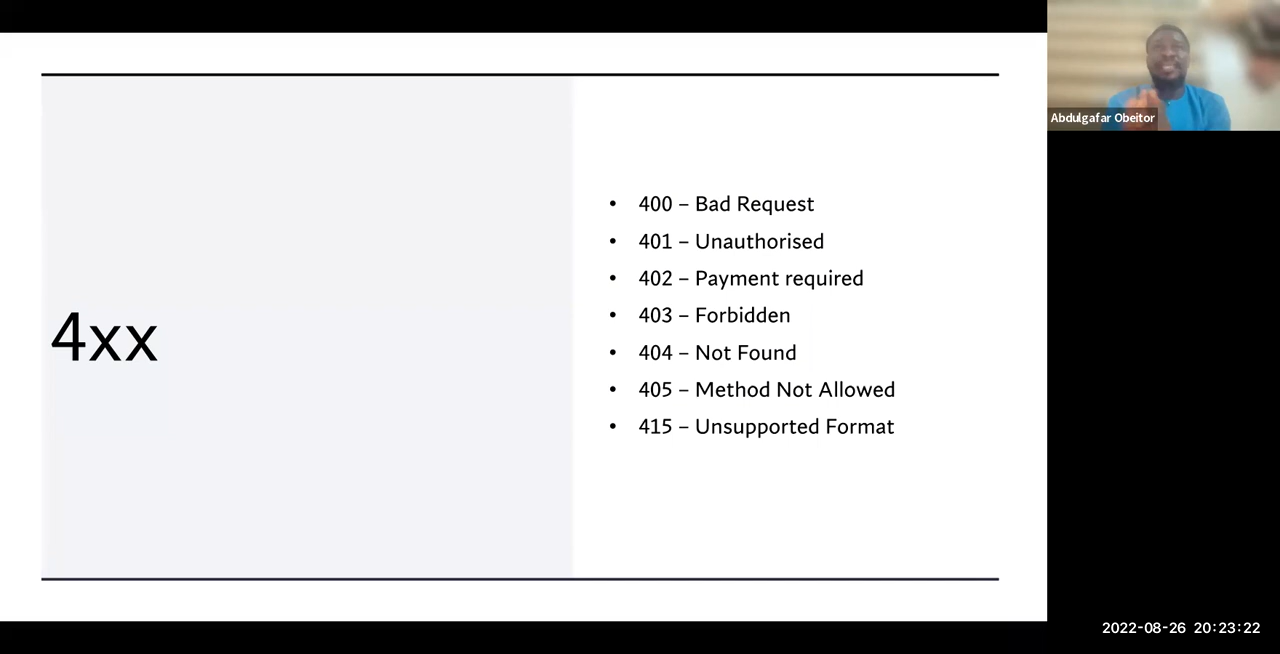 4xx
• 400 – Bad Request
• 401 – Unauthorised
• 402 – Payment required
• 403 – Forbidden
• 404 – Not Found
• 405 – Method Not Allowed
• 415 – Unsupported Format
Abdulgafar Obeitor
2022-08-26 20:23:22